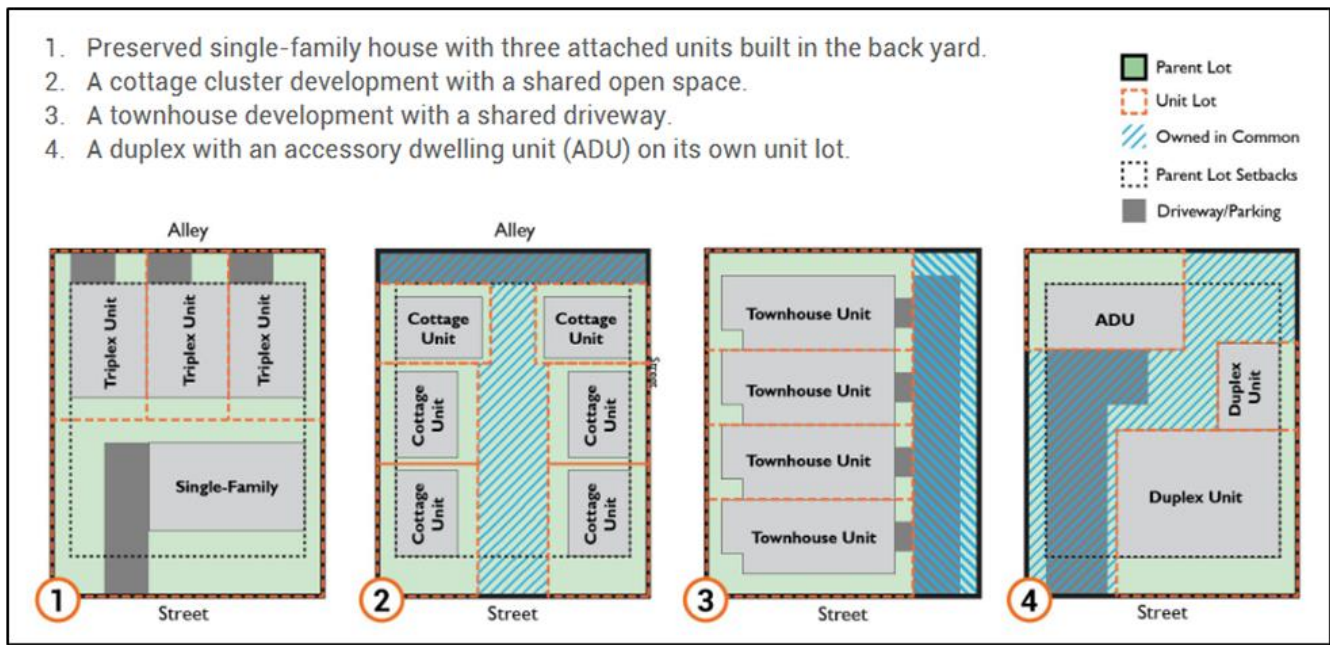 1. Preserved single-family house with three attached units built in the back yard.
2. A cottage cluster development with a shared open space.
3. A townhouse development with a shared driveway.
4. A duplex with an accessory dwelling unit (ADU) on its own unit lot.
Parent Lot
Unit Lot
Owned in Common
Parent Lot Setbacks
Driveway/Parking
Alley
Triplex Unit
Triplex Unit
Triplex Unit
Single-Family
1
Street
Alley
Cottage
Unit
Cottage
Unit
Cottage
Unit
Cottage
Unit
Cottage
Unit
Cottage
Unit
Street
2
Street
Townhouse Unit
Townhouse Unit
Townhouse Unit
Townhouse Unit
3
Street
ADU
Duplex
Unit
Duplex Unit
4
Street